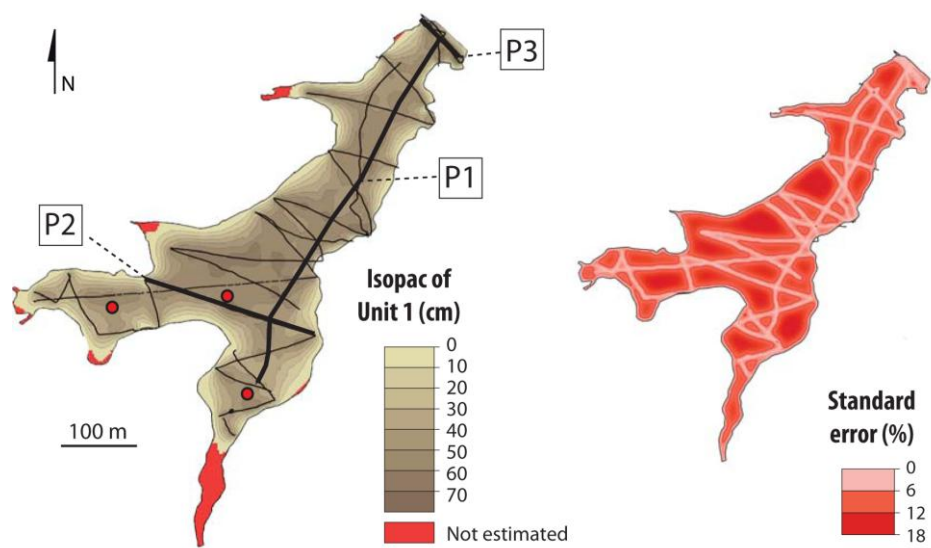 N
P3
P1
P2
Isopac of
Unit 1 (cm)
0
10
20
30
40
50
60
70
Not estimated
100 m
Standard
error (%)
0
6
12
18